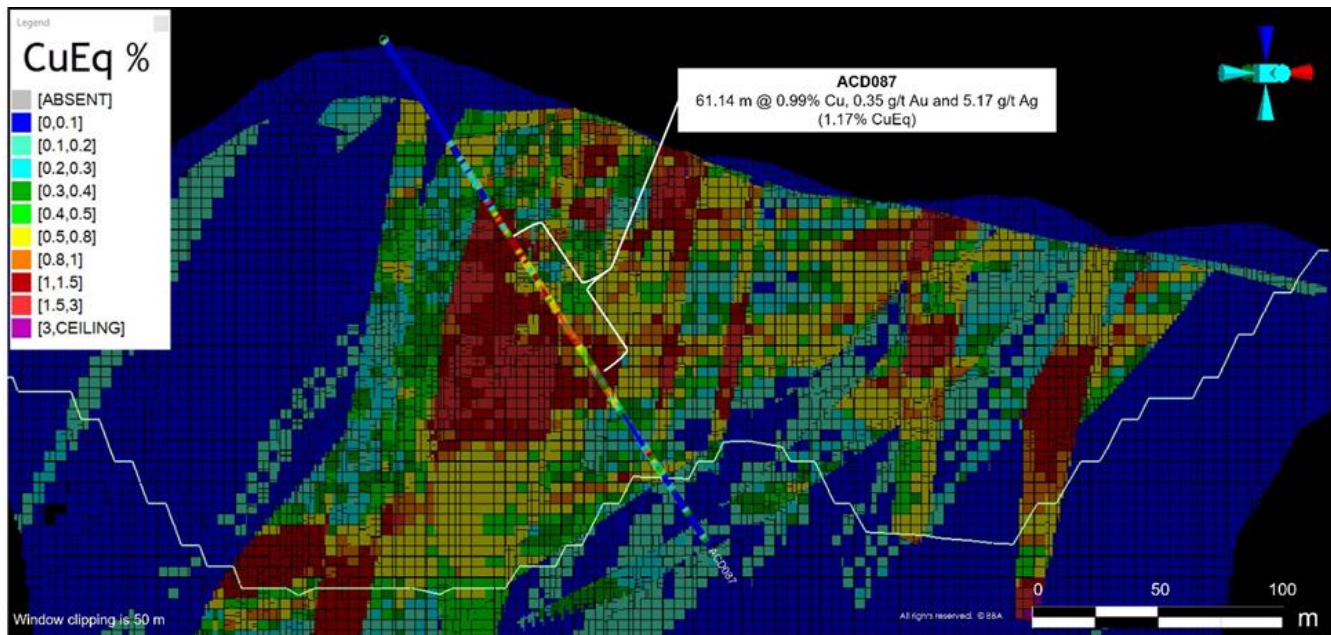 Legend
CuEq %
[ABSENT]
[0,0.1]
[0.1,0.2]
[0.2,0.3]
[0.3,0.4]
[0.4,0.5]
[0.5,0.8]
[0.8,1]
[1,1.5]
[1.5,3]
[3,CEILING]
ACD087
61.14 m @ 0.99% Cu, 0.35 g/t Au and 5.17 g/t Ag
(1.17% CuEq)
ACD087
Window clipping is 50 m
All rights reserved. © BBA
0 50 100
m